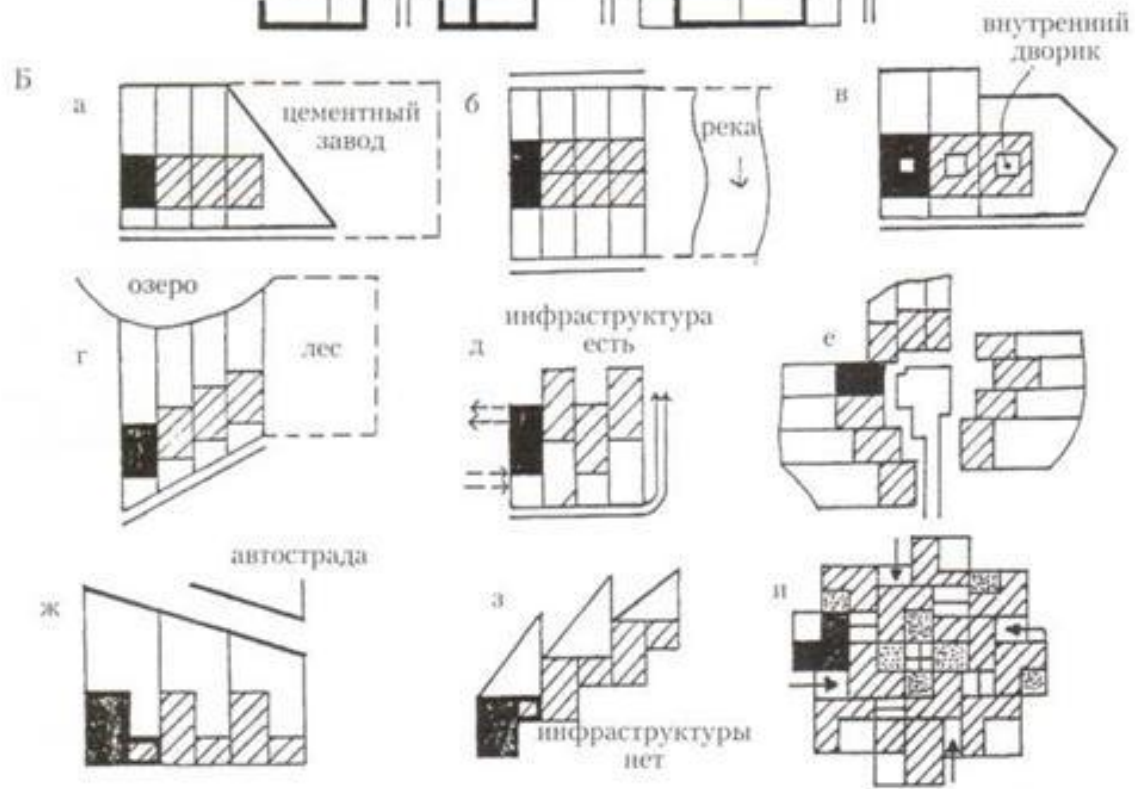 внутренний
дворик
Б
а
цементный
завод
б
река
в
озеро
г
лес
инфраструктура
есть
д
е
автострада
ж
з
инфраструктуры
нет
и